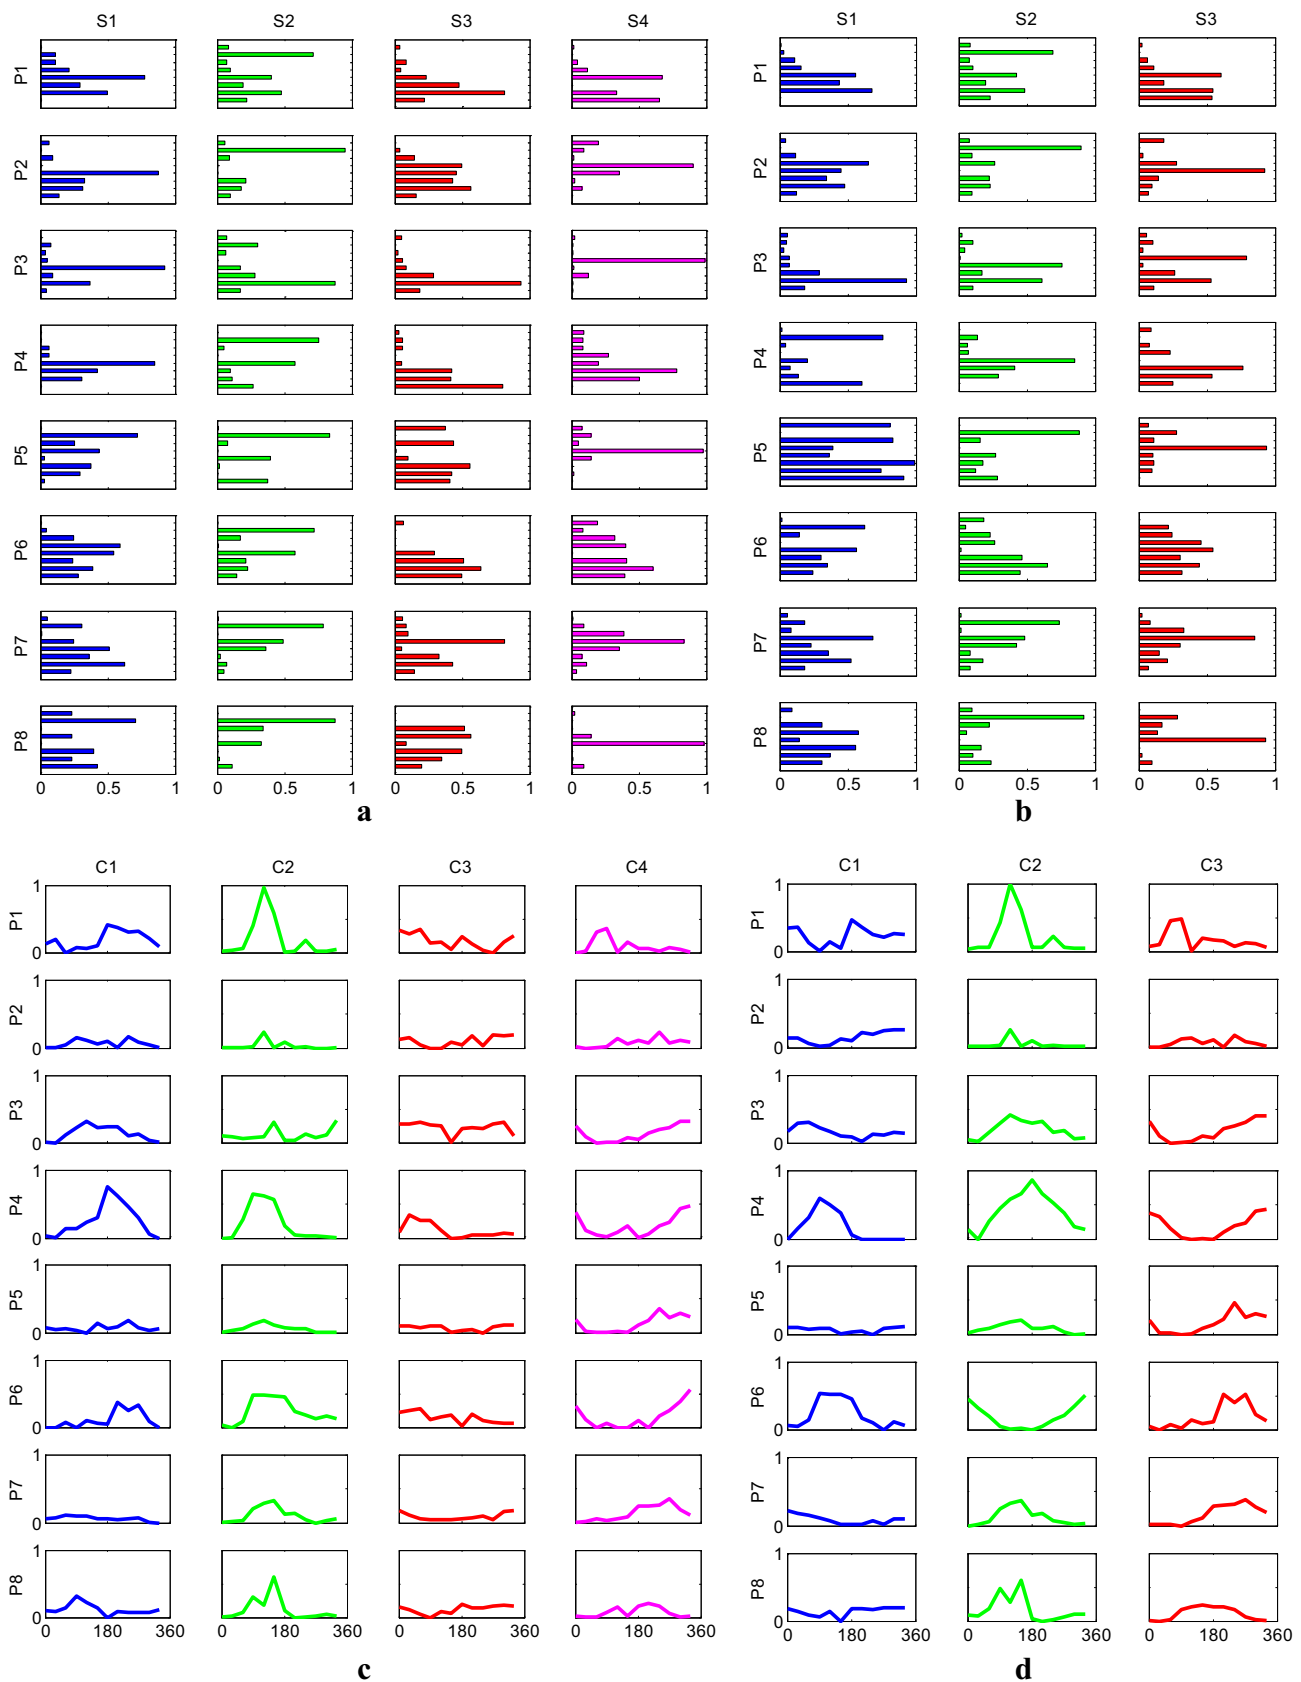 S1 S2 S3 S4
P1
P2
P3
P4
P5
P6
P7
P8
0 0.5 1 0 0.5 1 0 0.5 1 0 0.5 1
a
S1 S2 S3
P1
P2
P3
P4
P5
P6
P7
P8
0 0.5 1 0 0.5 1 0 0.5 1
b
C1 C2 C3 C4
1
P1
0
1
P2
0
1
P3
0
1
P4
0
1
P5
0
1
P6
0
1
P7
0
1
P8
0
0 180 360 0 180 360 0 180 360 0 180 360
c
C1 C2 C3
1
P1
0
1
P2
0
1
P3
0
1
P4
0
1
P5
0
1
P6
0
1
P7
0
1
P8
0
0 180 360 0 180 360 0 180 360
d